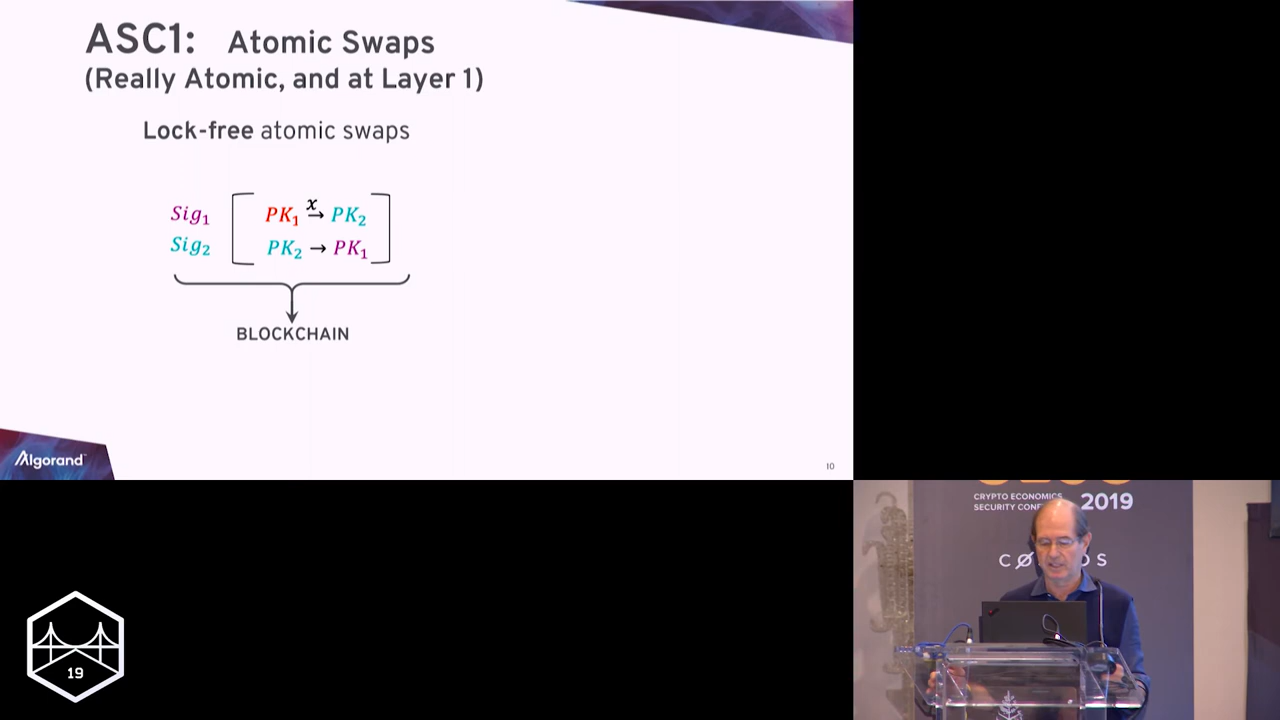 ASC1: Atomic Swaps
(Really Atomic, and at Layer 1)
Lock-free atomic swaps
Sig₁ [ PK₁ →ˣ PK₂ ]
Sig₂ [ PK₂ → PK₁ ]
BLOCKCHAIN
Algorand
10
CRYPTO ECONOMICS
SECURITY
2019
19